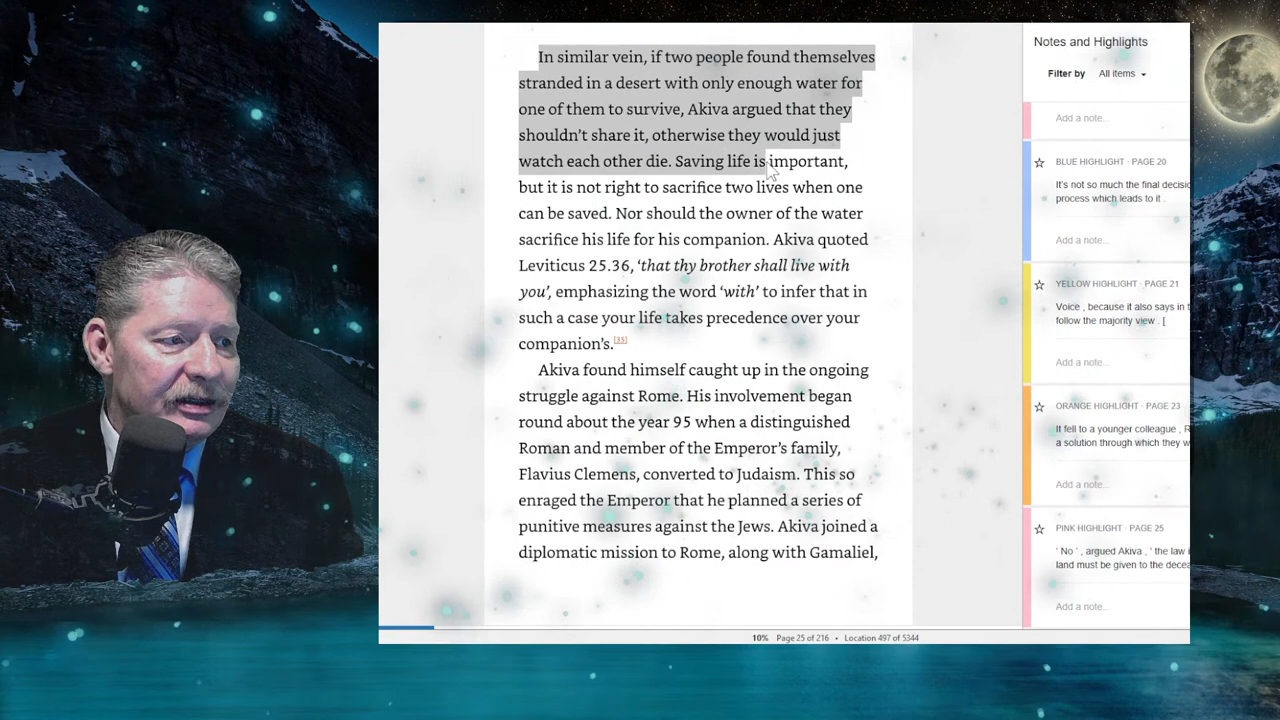 In similar vein, if two people found themselves
stranded in a desert with only enough water for
one of them to survive, Akiva argued that they
shouldn’t share it, otherwise they would just
watch each other die. Saving life is important,
but it is not right to sacrifice two lives when one
can be saved. Nor should the owner of the water
sacrifice his life for his companion. Akiva quoted
Leviticus 25.36, ‘that thy brother shall live with
you’, emphasizing the word ‘with’ to infer that in
such a case your life takes precedence over your
companion’s.[35]
Akiva found himself caught up in the ongoing
struggle against Rome. His involvement began
round about the year 95 when a distinguished
Roman and member of the Emperor’s family,
Flavius Clemens, converted to Judaism. This so
enraged the Emperor that he planned a series of
punitive measures against the Jews. Akiva joined a
diplomatic mission to Rome, along with Gamaliel,
10% Page 25 of 216 • Location 497 of 5344
Notes and Highlights
Filter by All items
Add a note...
BLUE HIGHLIGHT · PAGE 20
It's not so much the final
process which leads to it .
Add a note...
YELLOW HIGHLIGHT · PAGE 21
Voice , because it also says in
follow the majority view . [
Add a note...
ORANGE HIGHLIGHT · PAGE 23
It fell to a younger colleague ,
a solution through which they
Add a note...
PINK HIGHLIGHT · PAGE 25
' No ' , argued Akiva , ' the law
land must be given to the
Add a note...